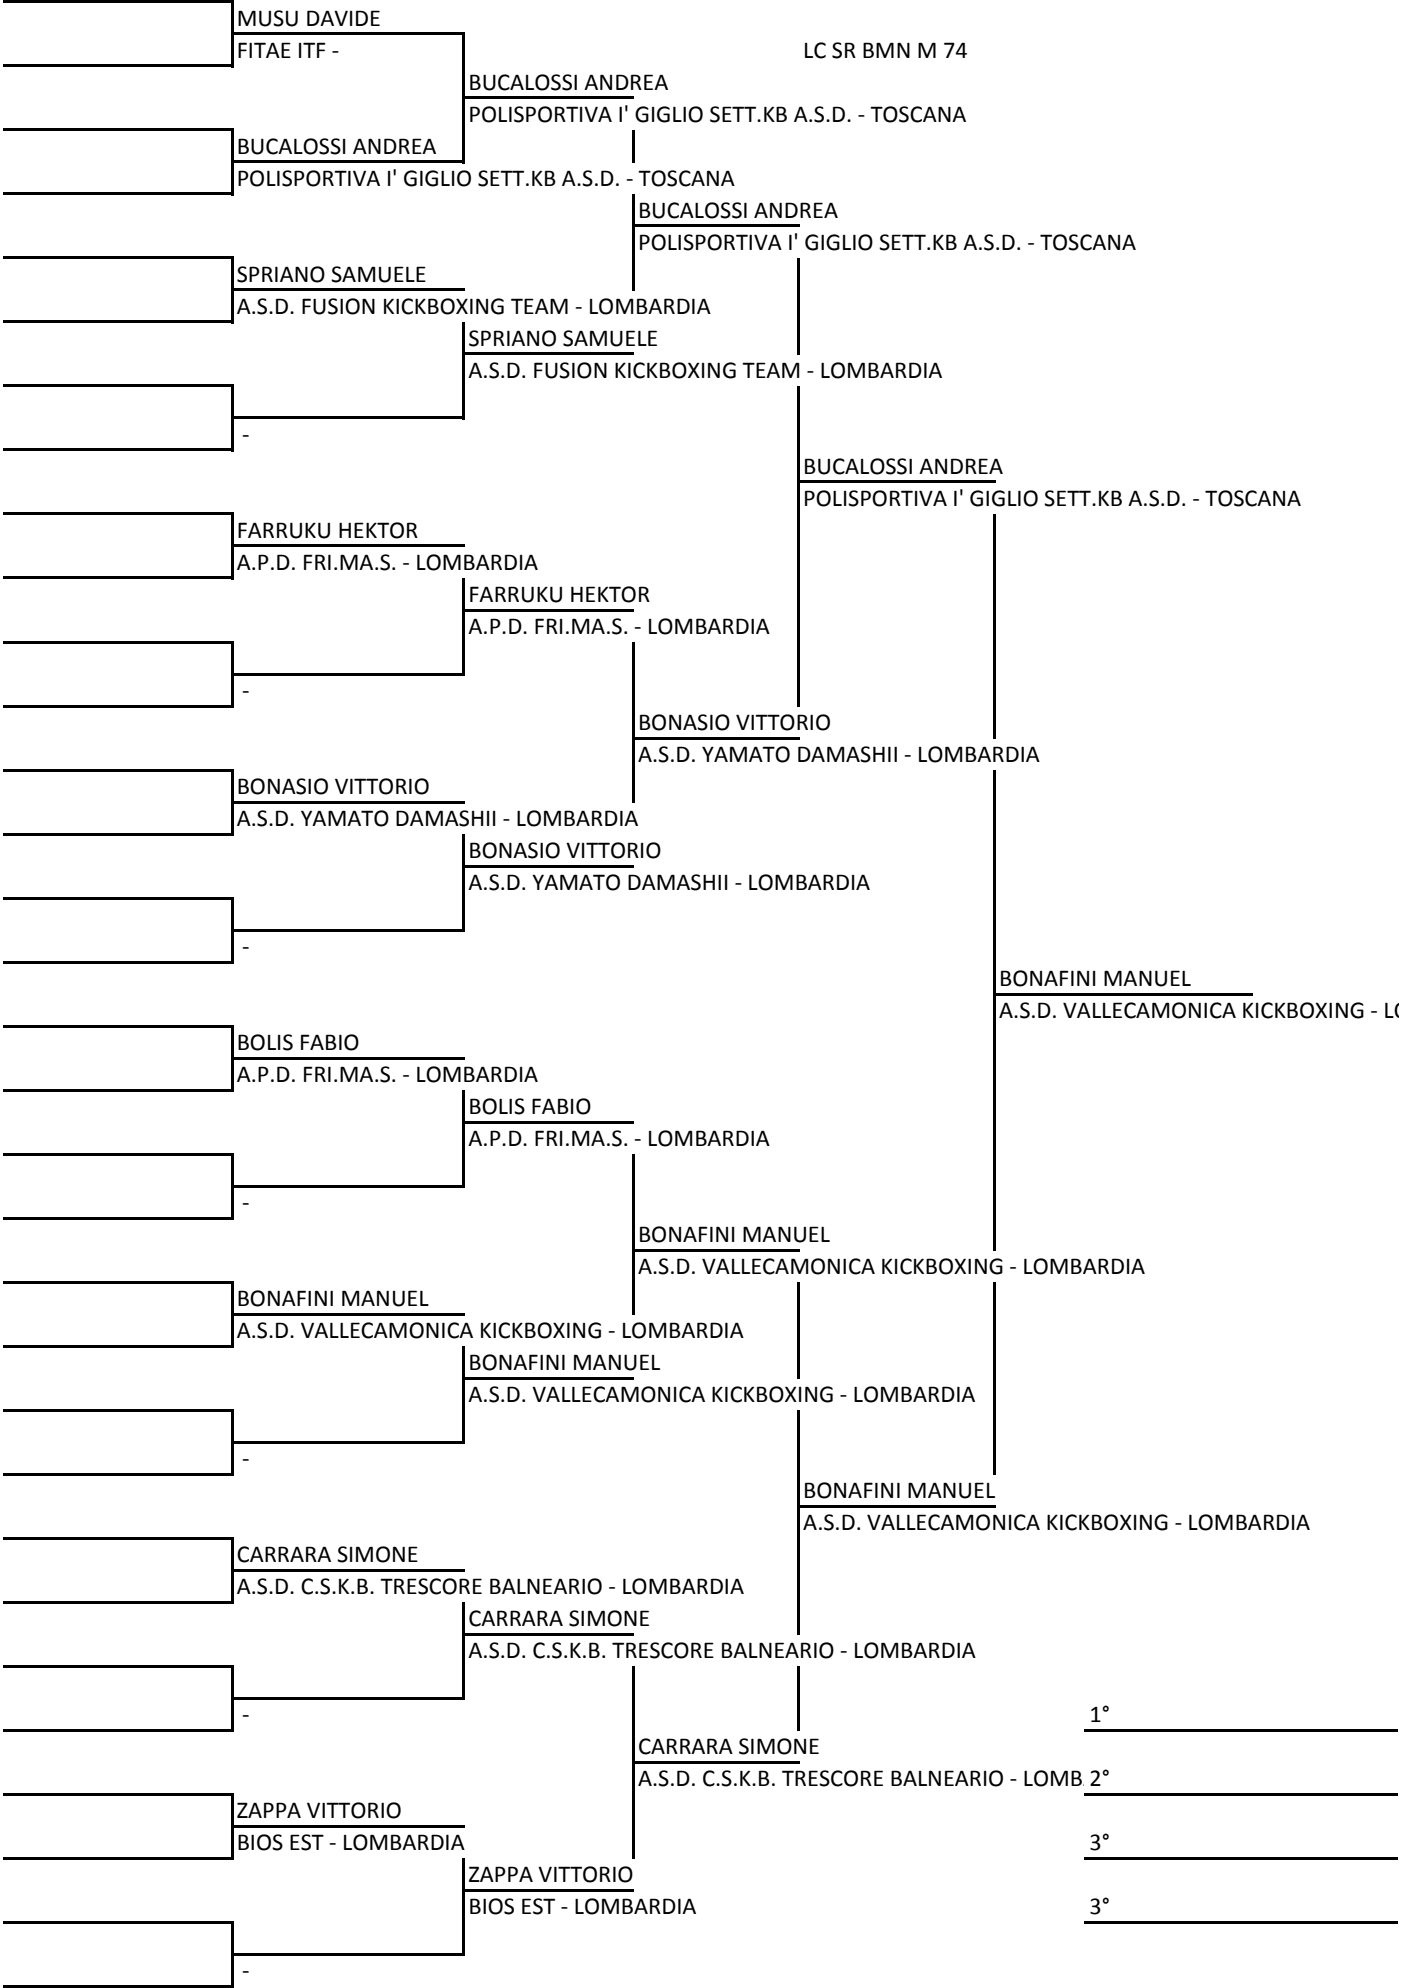 MUSU DAVIDE
FITAE ITF -
LC SR BMN M 74
BUCALOSSI ANDREA
POLISPORTIVA I' GIGLIO SETT.KB A.S.D. - TOSCANA
BUCALOSSI ANDREA
POLISPORTIVA I' GIGLIO SETT.KB A.S.D. - TOSCANA
BUCALOSSI ANDREA
POLISPORTIVA I' GIGLIO SETT.KB A.S.D. - TOSCANA
SPRIANO SAMUELE
A.S.D. FUSION KICKBOXING TEAM - LOMBARDIA
SPRIANO SAMUELE
A.S.D. FUSION KICKBOXING TEAM - LOMBARDIA
-
BUCALOSSI ANDREA
POLISPORTIVA I' GIGLIO SETT.KB A.S.D. - TOSCANA
FARRUKU HEKTOR
A.P.D. FRI.MA.S. - LOMBARDIA
FARRUKU HEKTOR
A.P.D. FRI.MA.S. - LOMBARDIA
-
BONASIO VITTORIO
A.S.D. YAMATO DAMASHII - LOMBARDIA
BONASIO VITTORIO
A.S.D. YAMATO DAMASHII - LOMBARDIA
BONASIO VITTORIO
A.S.D. YAMATO DAMASHII - LOMBARDIA
-
BONAFINI MANUEL
A.S.D. VALLECAMONICA KICKBOXING - LO
BOLIS FABIO
A.P.D. FRI.MA.S. - LOMBARDIA
BOLIS FABIO
A.P.D. FRI.MA.S. - LOMBARDIA
-
BONAFINI MANUEL
A.S.D. VALLECAMONICA KICKBOXING - LOMBARDIA
BONAFINI MANUEL
A.S.D. VALLECAMONICA KICKBOXING - LOMBARDIA
BONAFINI MANUEL
A.S.D. VALLECAMONICA KICKBOXING - LOMBARDIA
-
BONAFINI MANUEL
A.S.D. VALLECAMONICA KICKBOXING - LOMBARDIA
CARRARA SIMONE
A.S.D. C.S.K.B. TRESCORE BALNEARIO - LOMBARDIA
CARRARA SIMONE
A.S.D. C.S.K.B. TRESCORE BALNEARIO - LOMBARDIA
-
1°
CARRARA SIMONE
A.S.D. C.S.K.B. TRESCORE BALNEARIO - LOMB
2°
ZAPPA VITTORIO
BIOS EST - LOMBARDIA
3°
ZAPPA VITTORIO
BIOS EST - LOMBARDIA
3°
-